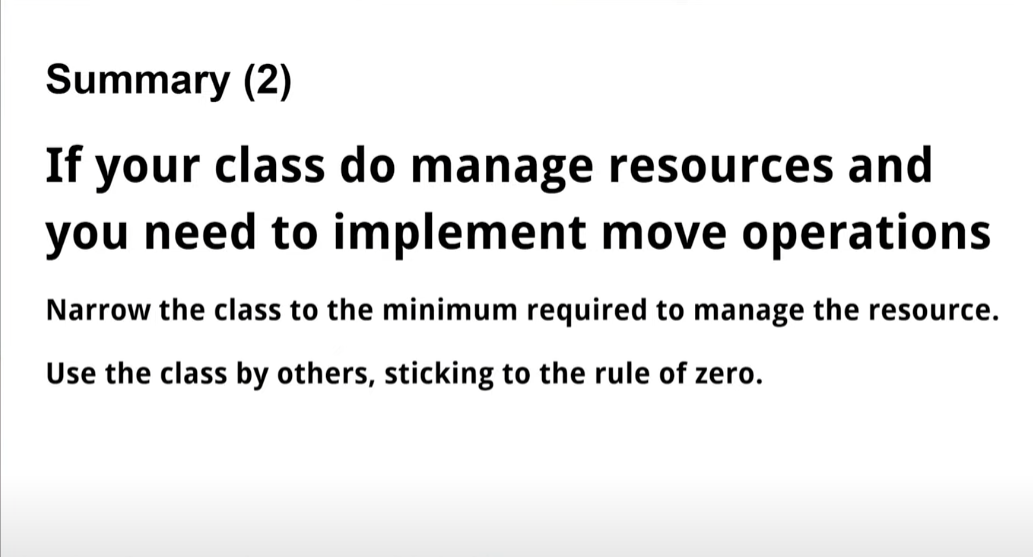 Summary (2)
If your class do manage resources and
you need to implement move operations
Narrow the class to the minimum required to manage the resource.
Use the class by others, sticking to the rule of zero.